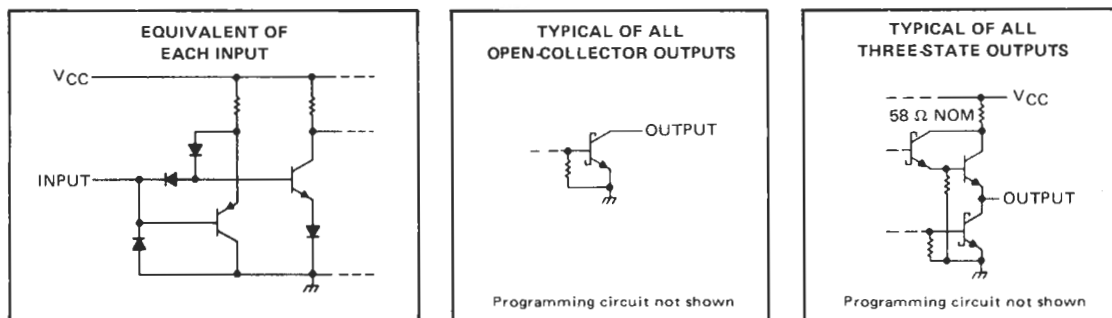 EQUIVALENT OF
EACH INPUT
VCC
INPUT
TYPICAL OF ALL
OPEN-COLLECTOR OUTPUTS
OUTPUT
Programming circuit not shown
TYPICAL OF ALL
THREE-STATE OUTPUTS
VCC
58 Ω NOM
OUTPUT
Programming circuit not shown